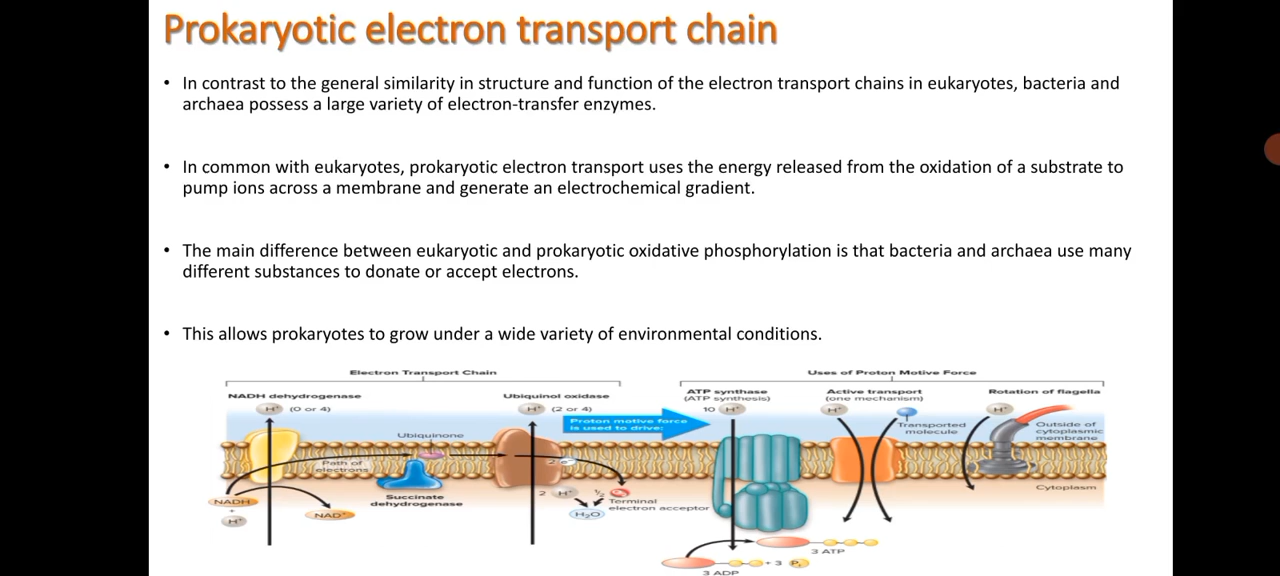 Prokaryotic electron transport chain
• In contrast to the general similarity in structure and function of the electron transport chains in eukaryotes, bacteria and
archaea possess a large variety of electron-transfer enzymes.
• In common with eukaryotes, prokaryotic electron transport uses the energy released from the oxidation of a substrate to
pump ions across a membrane and generate an electrochemical gradient.
• The main difference between eukaryotic and prokaryotic oxidative phosphorylation is that bacteria and archaea use many
different substances to donate or accept electrons.
• This allows prokaryotes to grow under a wide variety of environmental conditions.
Electron Transport Chain
NADH dehydrogenase
H⁺ (0 or 4)
Ubiquinone
Path of
electrons
NADH
+
H⁺
NAD⁺
Succinate
dehydrogenase
Ubiquinol oxidase
H⁺ (2 or 4)
Proton motive force
is used to drive:
2 e⁻
2 H⁺ ½
H₂O
Terminal
electron acceptor
Uses of Proton Motive Force
ATP synthase
(ATP synthesis)
10 H⁺
3 ADP
+ 3 Pᵢ
3 ATP
Active transport
(one mechanism)
H⁺
Transported
molecule
Rotation of flagella
H⁺
Outside of
cytoplasmic
membrane
Cytoplasm